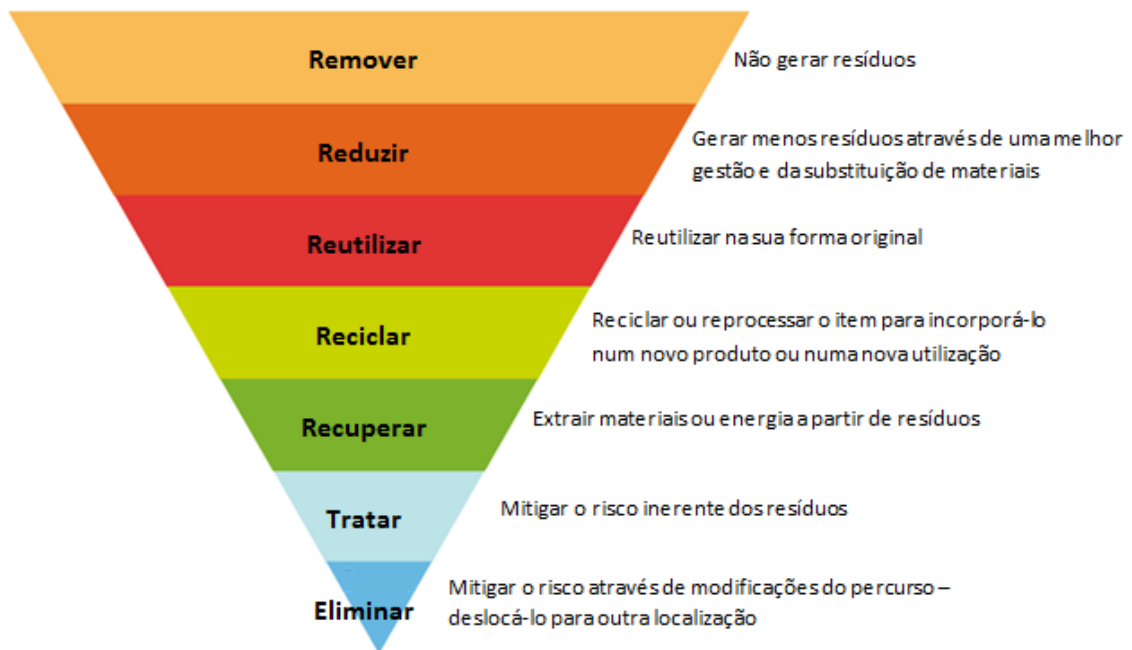 Remover
Não gerar resíduos
Reduzir
Gerar menos resíduos através de uma melhor
gestão e da substituição de materiais
Reutilizar
Reutilizar na sua forma original
Reciclar
Reciclar ou reprocessar o item para incorporá-lo
num novo produto ou numa nova utilização
Recuperar
Extrair materiais ou energia a partir de resíduos
Tratar
Mitigar o risco inerente dos resíduos
Eliminar
Mitigar o risco através de modificações do percurso –
deslocá-lo para outra localização